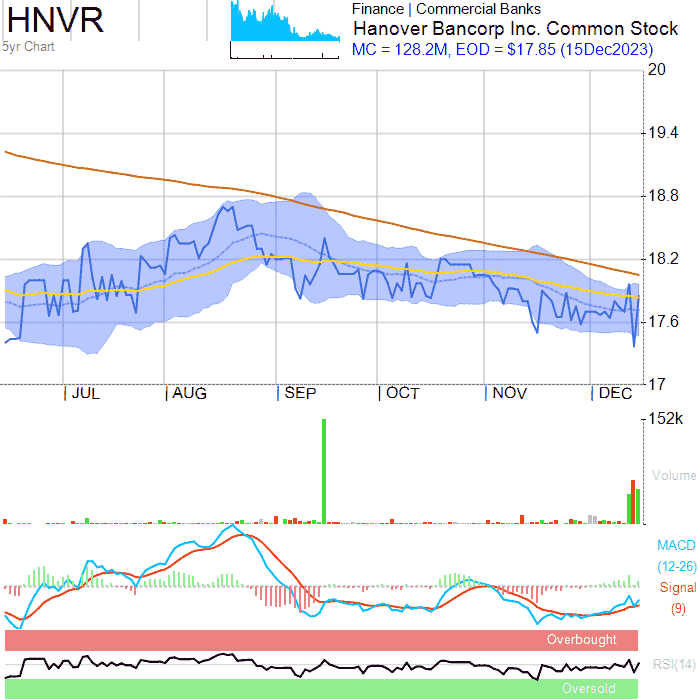 HNVR
5yr Chart
Finance | Commercial Banks
Hanover Bancorp Inc. Common Stock
MC = 128.2M, EOD = $17.85 (15Dec2023)
20
19.4
18.8
18.2
17.6
17
JUL AUG SEP OCT NOV DEC
152k
Volume
MACD
(12-26)
Signal
(9)
Overbought
RSI(14)
Oversold